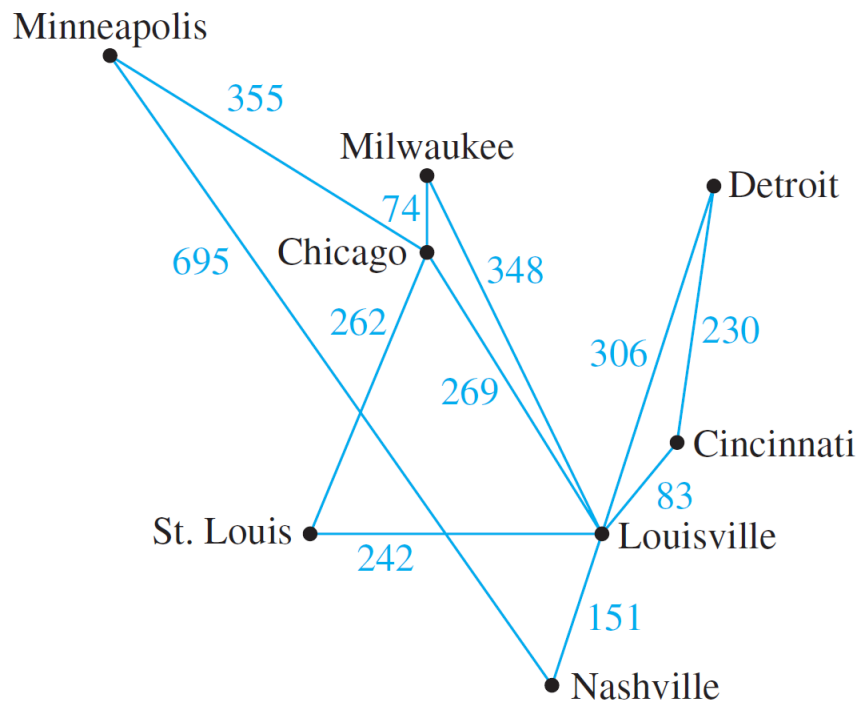 Minneapolis
355
Milwaukee
Detroit
74
Chicago
695
348
262
230
306
269
Cincinnati
83
St. Louis
Louisville
242
151
Nashville